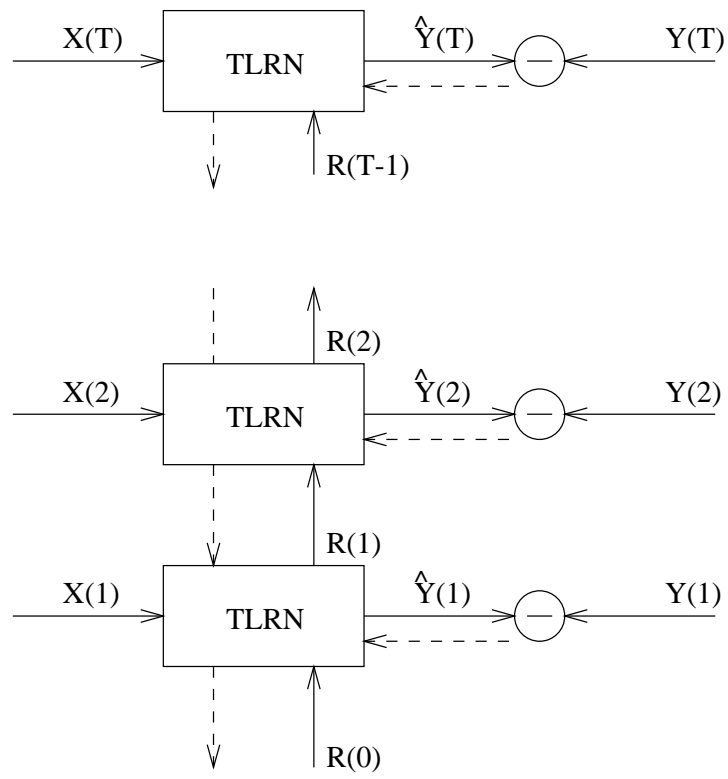 X(T) TLRN Ŷ(T) − Y(T)
R(T-1)
R(2)
X(2) TLRN Ŷ(2) − Y(2)
R(1)
X(1) TLRN Ŷ(1) − Y(1)
R(0)